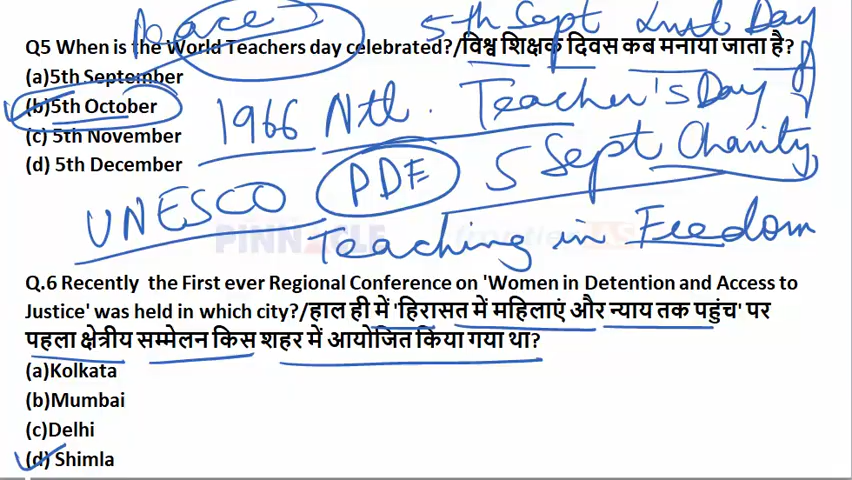 Peace 5th Sept Int Day
Q5 When is the World Teachers day celebrated?/विश्व शिक्षक दिवस कब मनाया जाता है?
(a)5th September
(b)5th October
1966 Ntl. Teacher's Day
(c) 5th November
5 Sept Charity
(d) 5th December
PDE
UNESCO
PINNACLE
Teaching in Freedom
Q.6 Recently the First ever Regional Conference on 'Women in Detention and Access to
Justice' was held in which city?/हाल ही में 'हिरासत में महिलाएं और न्याय तक पहुंच' पर
पहला क्षेत्रीय सम्मेलन किस शहर में आयोजित किया गया था?
(a)Kolkata
(b)Mumbai
(c)Delhi
(d) Shimla